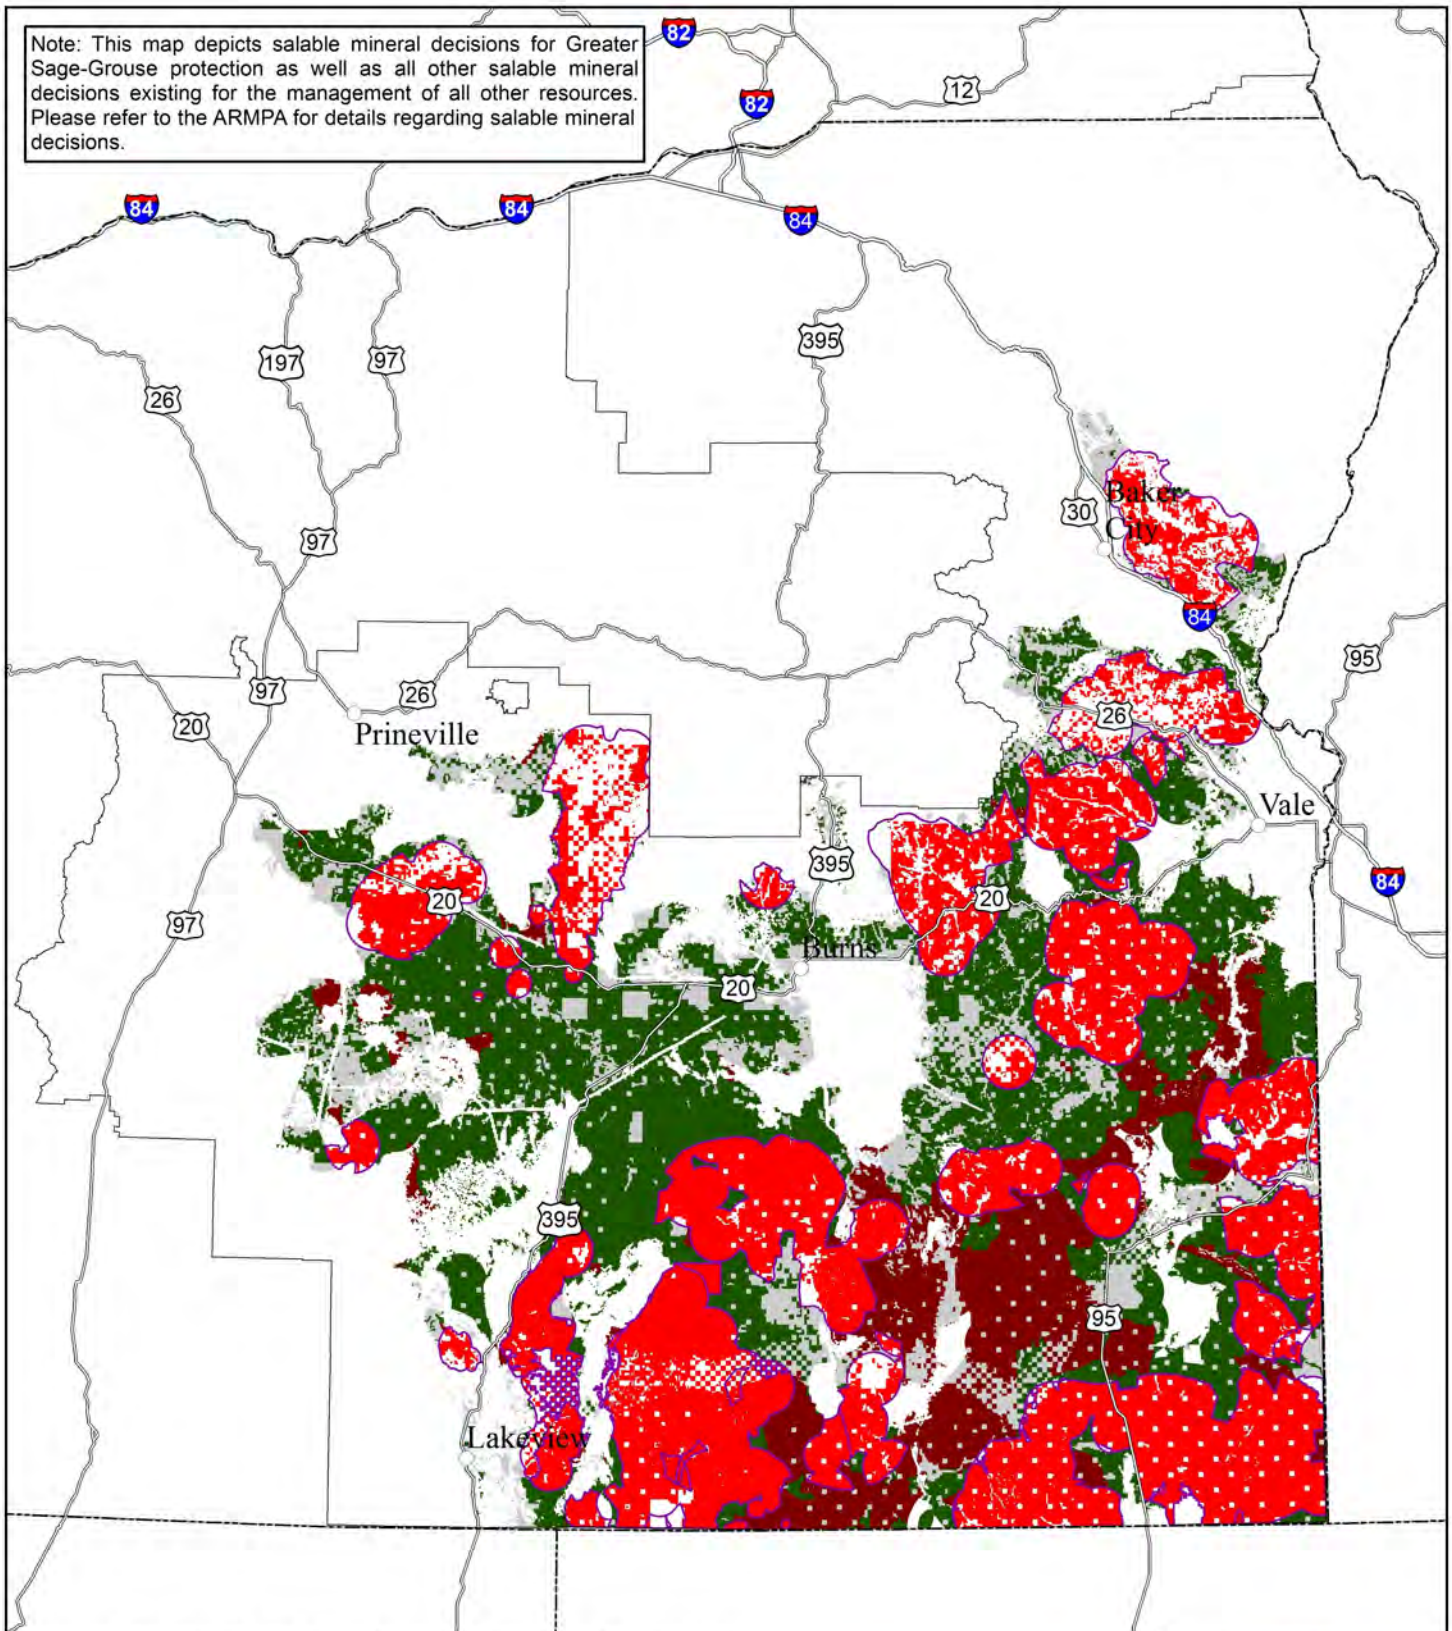 Note: This map depicts salable mineral decisions for Greater
Sage-Grouse protection as well as all other salable mineral
decisions existing for the management of all other resources.
Please refer to the ARMPA for details regarding salable mineral
decisions.
82
82
12
84
84
84
395
197
97
26
97
30
Baker
City
84
95
97
26
20
Prineville
26
Vale
395
84
20
20
97
Burns
20
395
95
Lakeview